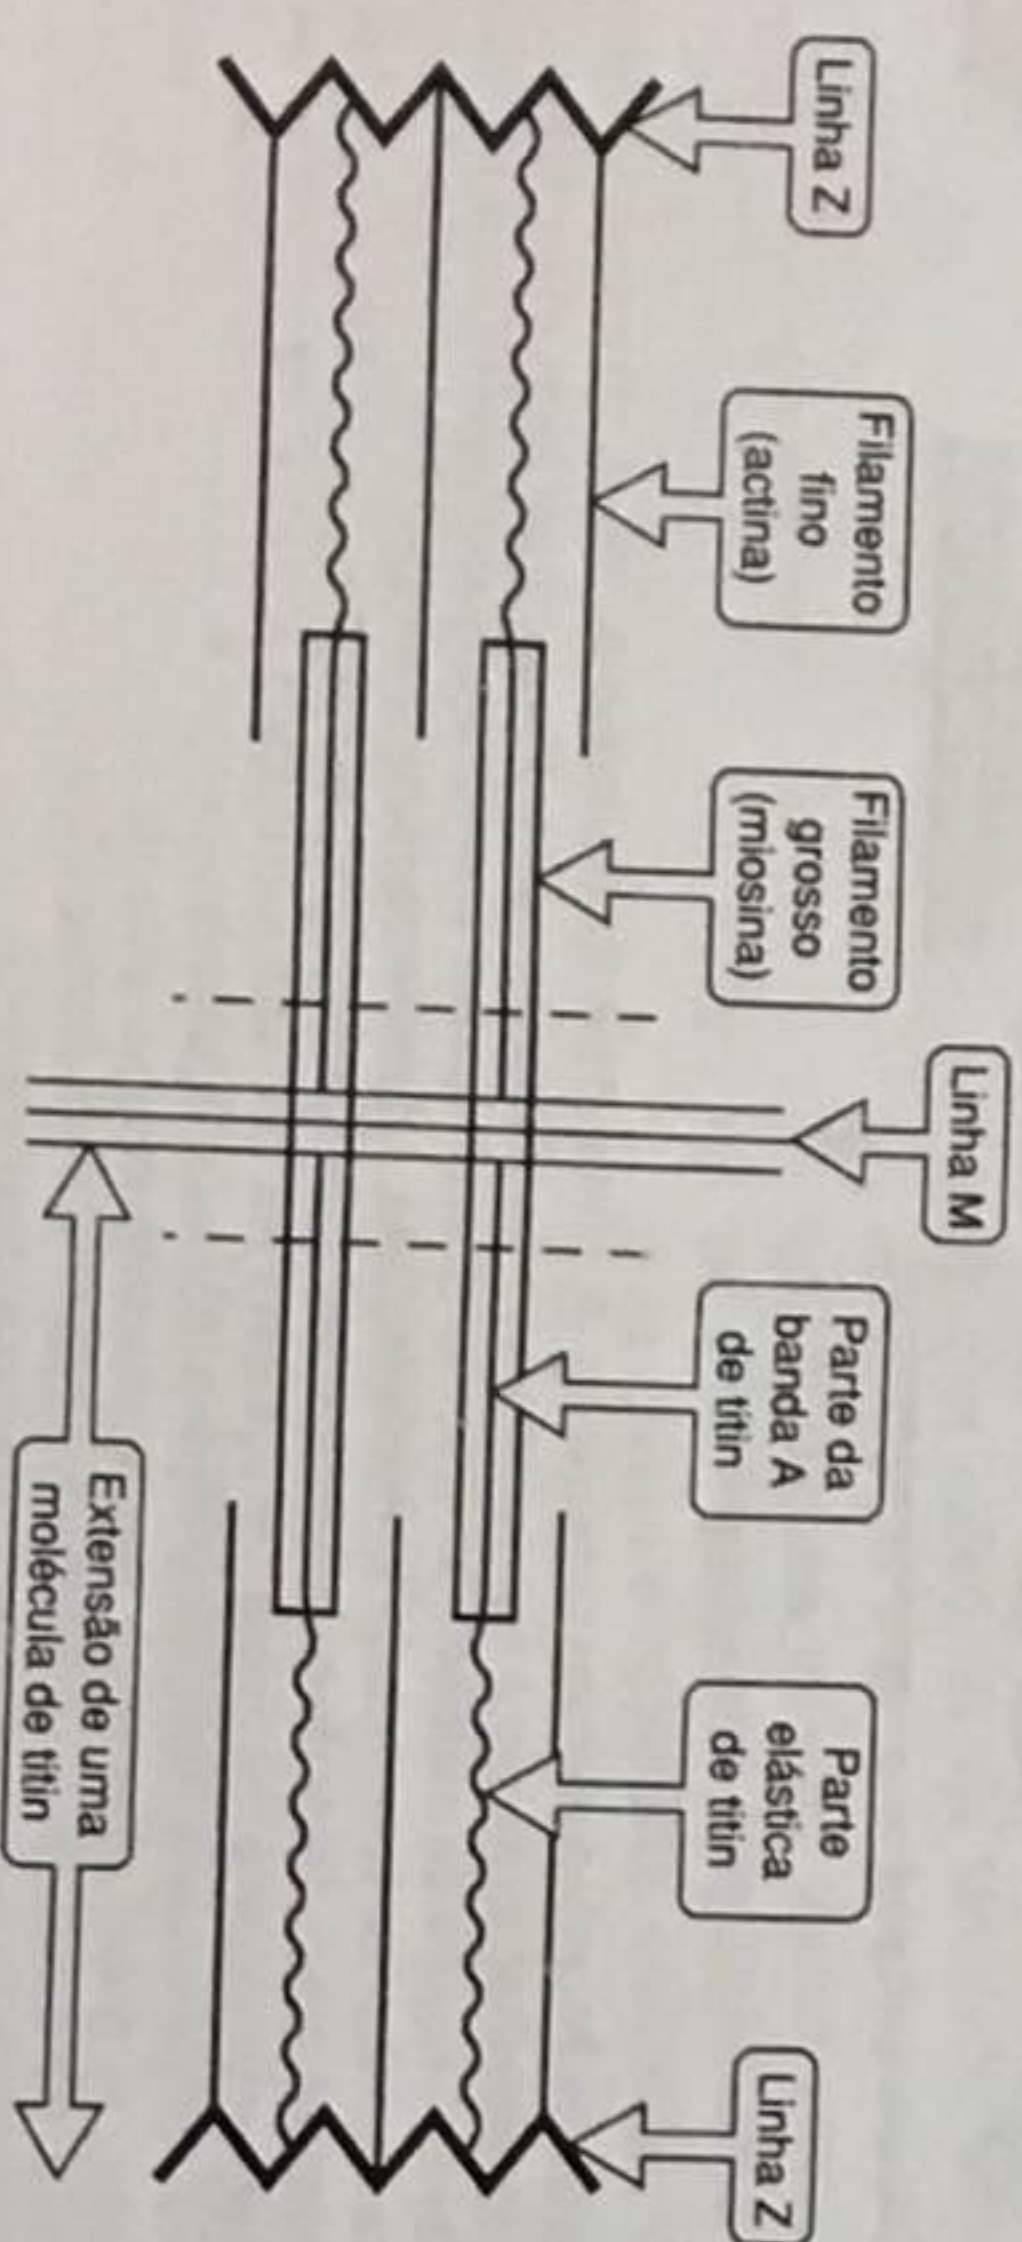 Linha Z
Filamento
fino
(actina)
Filamento
grosso
(miosina)
Linha M
Parte da
banda A
de titin
Parte
elástica
de titin
Linha Z
Extensão de uma
molécula de titin